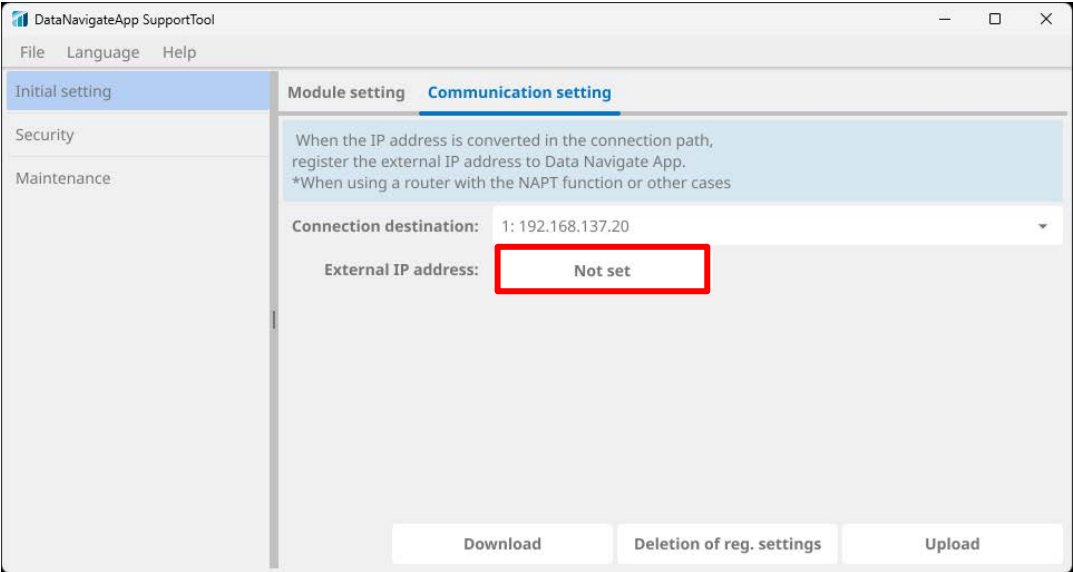 DataNavigateApp SupportTool
File Language Help
Initial setting
Security
Maintenance
Module setting Communication setting
When the IP address is converted in the connection path,
register the external IP address to Data Navigate App.
*When using a router with the NAPT function or other cases
Connection destination: 1: 192.168.137.20
External IP address: Not set
Download Deletion of reg. settings Upload